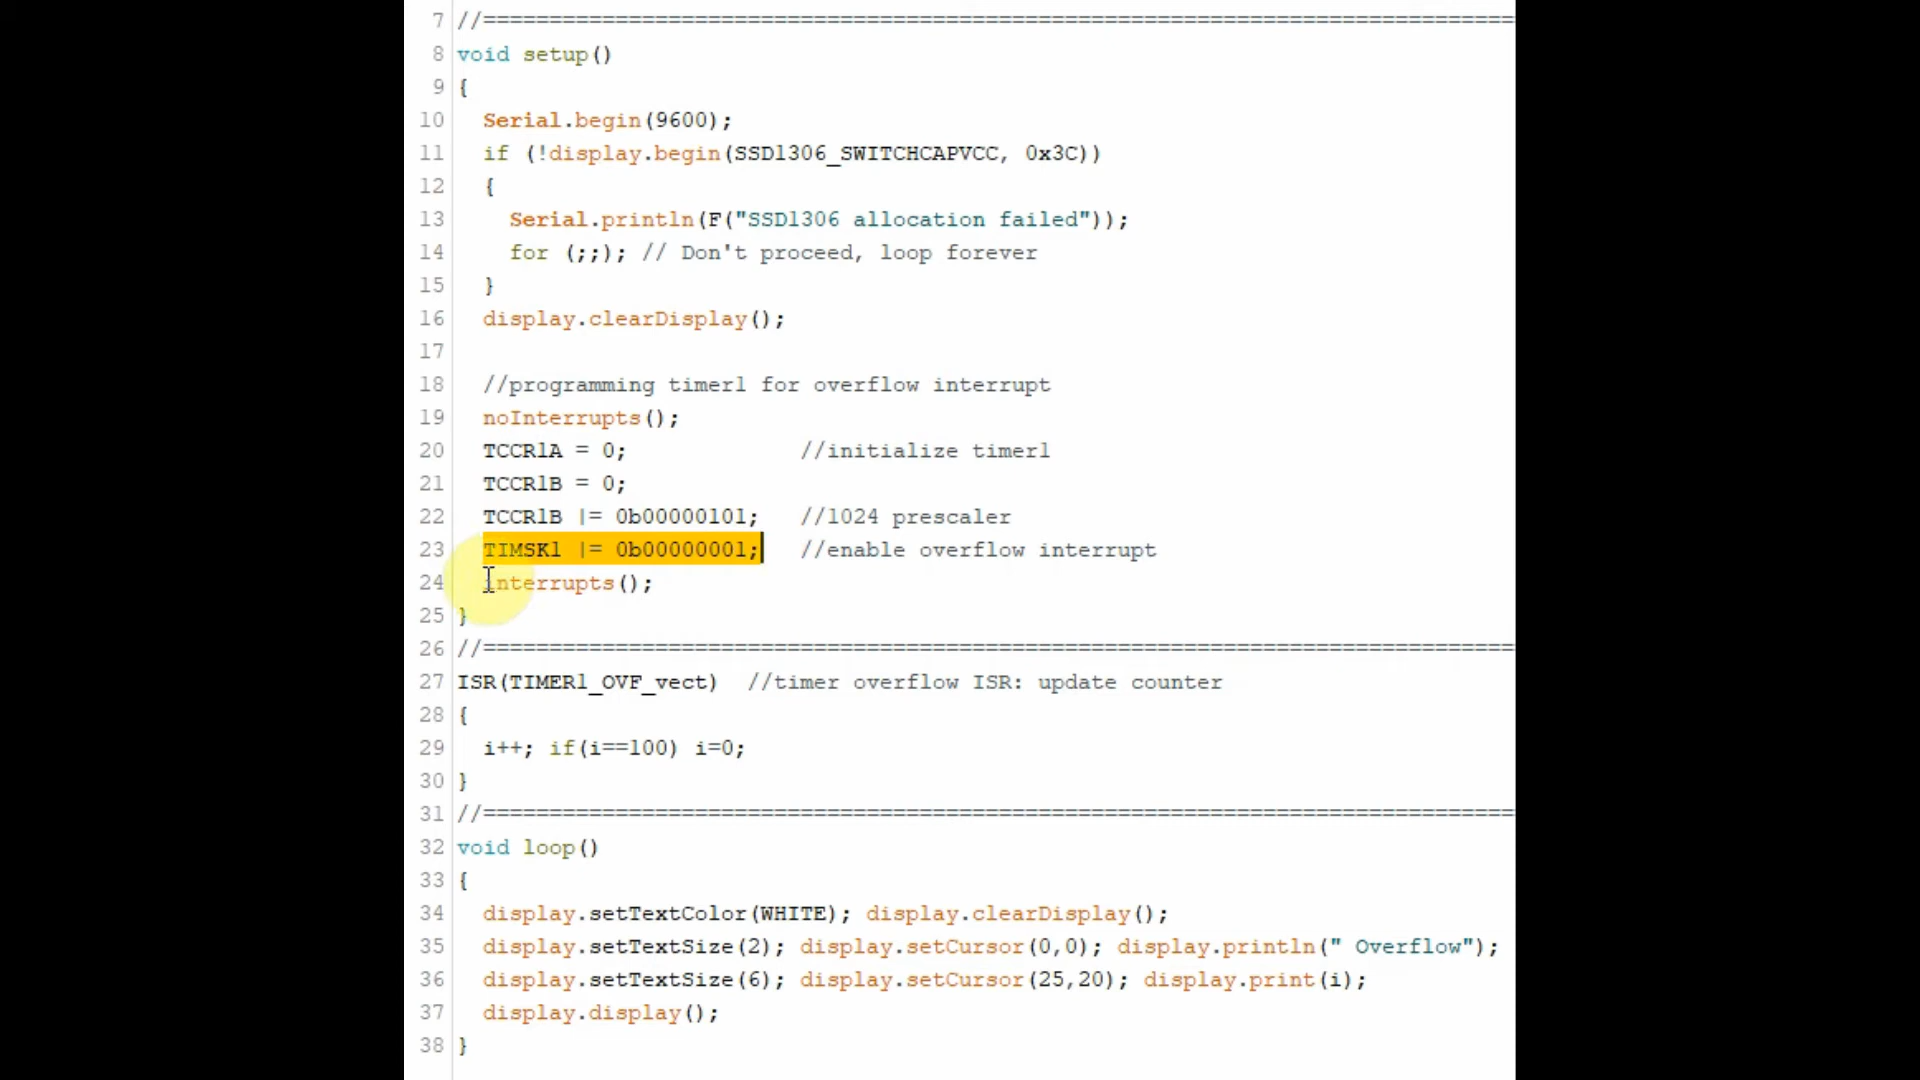 7 //===============================================================================
8 void setup()
9 {
10 Serial.begin(9600);
11 if (!display.begin(SSD1306_SWITCHCAPVCC, 0x3C))
12 {
13 Serial.println(F("SSD1306 allocation failed"));
14 for (;;); // Don't proceed, loop forever
15 }
16 display.clearDisplay();
17
18 //programming timer1 for overflow interrupt
19 noInterrupts();
20 TCCR1A = 0; //initialize timer1
21 TCCR1B = 0;
22 TCCR1B |= 0b00000101; //1024 prescaler
23 TIMSK1 |= 0b00000001; //enable overflow interrupt
24 interrupts();
25 }
26 //===============================================================================
27 ISR(TIMER1_OVF_vect) //timer overflow ISR: update counter
28 {
29 i++; if(i==100) i=0;
30 }
31 //===============================================================================
32 void loop()
33 {
34 display.setTextColor(WHITE); display.clearDisplay();
35 display.setTextSize(2); display.setCursor(0,0); display.println(" Overflow");
36 display.setTextSize(6); display.setCursor(25,20); display.print(i);
37 display.display();
38 }